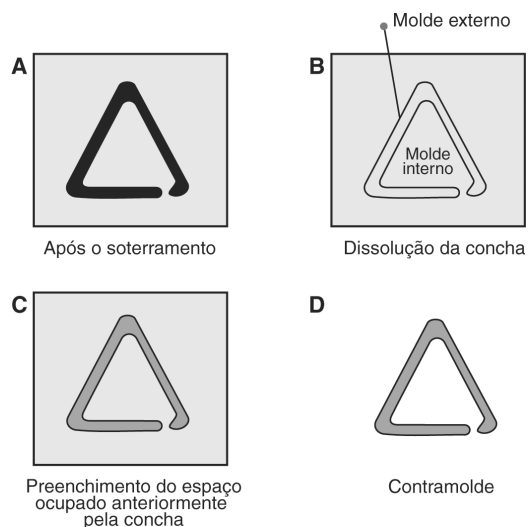 Molde externo
A
B
Molde
interno
Após o soterramento
Dissolução da concha
C
D
Preenchimento do espaço
ocupado anteriormente
pela concha
Contramolde